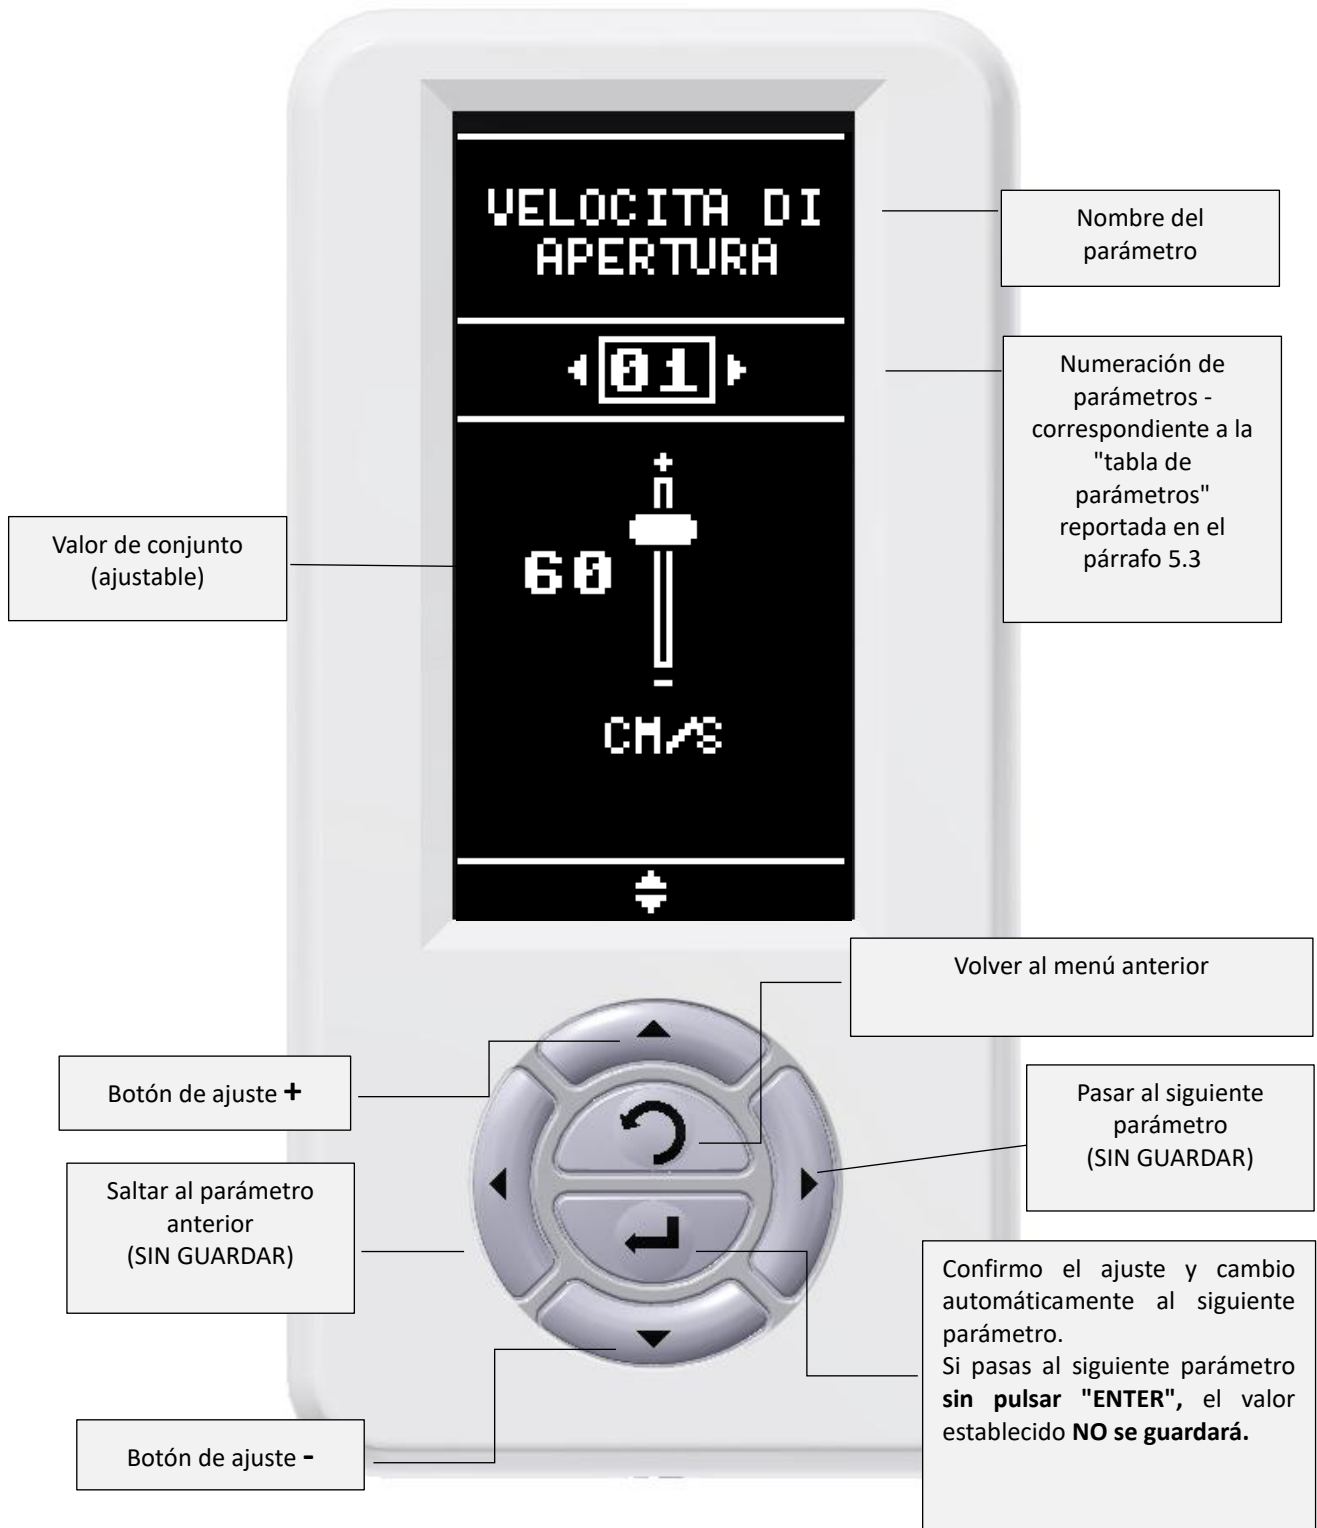 VELOCITA DI
APERTURA
01
60
+
-
CM/S
Nombre del
parámetro
Numeración de
parámetros -
correspondiente a la
"tabla de
parámetros"
reportada en el
párrafo 5.3
Valor de conjunto
(ajustable)
Volver al menú anterior
Botón de ajuste +
Pasar al siguiente
parámetro
(SIN GUARDAR)
Saltar al parámetro
anterior
(SIN GUARDAR)
Confirmo el ajuste y cambio
automáticamente al siguiente
parámetro.
Si pasas al siguiente parámetro
sin pulsar "ENTER", el valor
establecido NO se guardará.
Botón de ajuste -